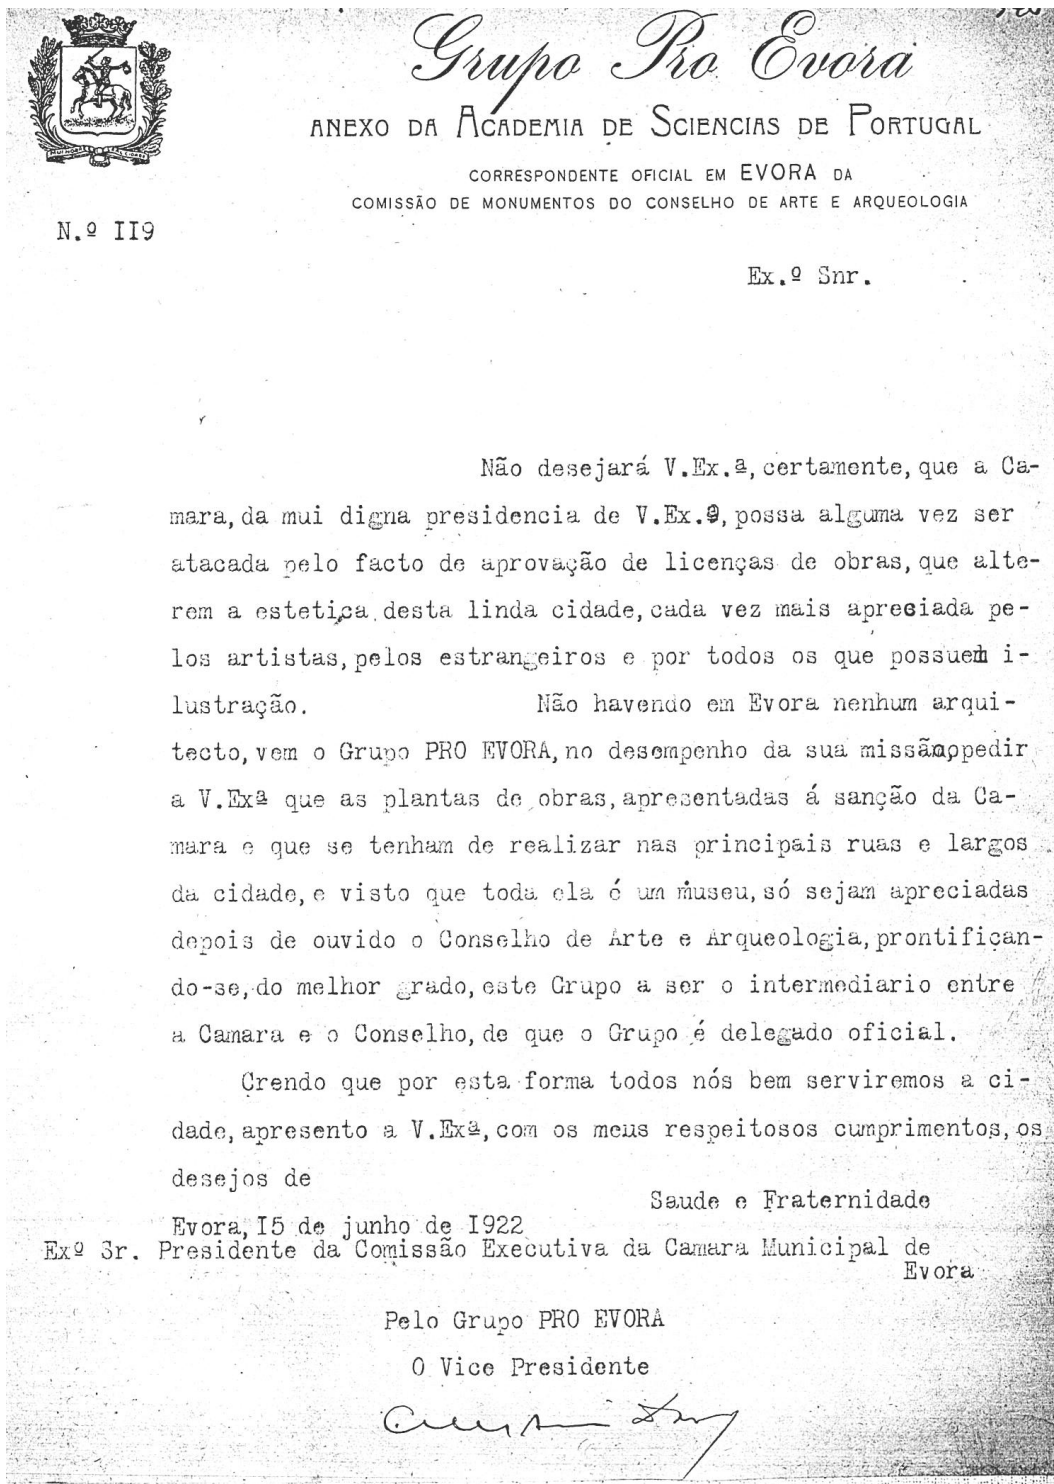 Grupo Pro Evora
ANEXO DA ACADEMIA DE SCIENCIAS DE PORTUGAL
CORRESPONDENTE OFICIAL EM EVORA DA
COMISSÃO DE MONUMENTOS DO CONSELHO DE ARTE E ARQUEOLOGIA
N.º II9
Ex.º Snr.
Não desejará V.Ex.ª, certamente, que a Ca-
mara, da mui digna presidencia de V.Ex.ª, possa alguma vez ser
atacada pelo facto de aprovação de licenças de obras, que alte-
rem a estetica desta linda cidade, cada vez mais apreciada pe-
los artistas, pelos estrangeiros e por todos os que possuem i-
lustração. Não havendo em Evora nenhum arqui-
tecto, vem o Grupo PRO EVORA, no desempenho da sua missão, pedir
a V.Exª que as plantas de obras, apresentadas á sanção da Ca-
mara e que se tenham de realizar nas principais ruas e largos
da cidade, e visto que toda ela é um museu, só sejam apreciadas
depois de ouvido o Conselho de Arte e Arqueologia, prontifican-
do-se, do melhor grado, este Grupo a ser o intermediario entre
a Camara e o Conselho, de que o Grupo é delegado oficial.
Crendo que por esta forma todos nós bem serviremos a ci-
dade, apresento a V.Exª, com os meus respeitosos cumprimentos, os
desejos de
Saude e Fraternidade
Evora, I5 de junho de I922
Exº Sr. Presidente da Comissão Executiva da Camara Municipal de
Evora
Pelo Grupo PRO EVORA
O Vice Presidente